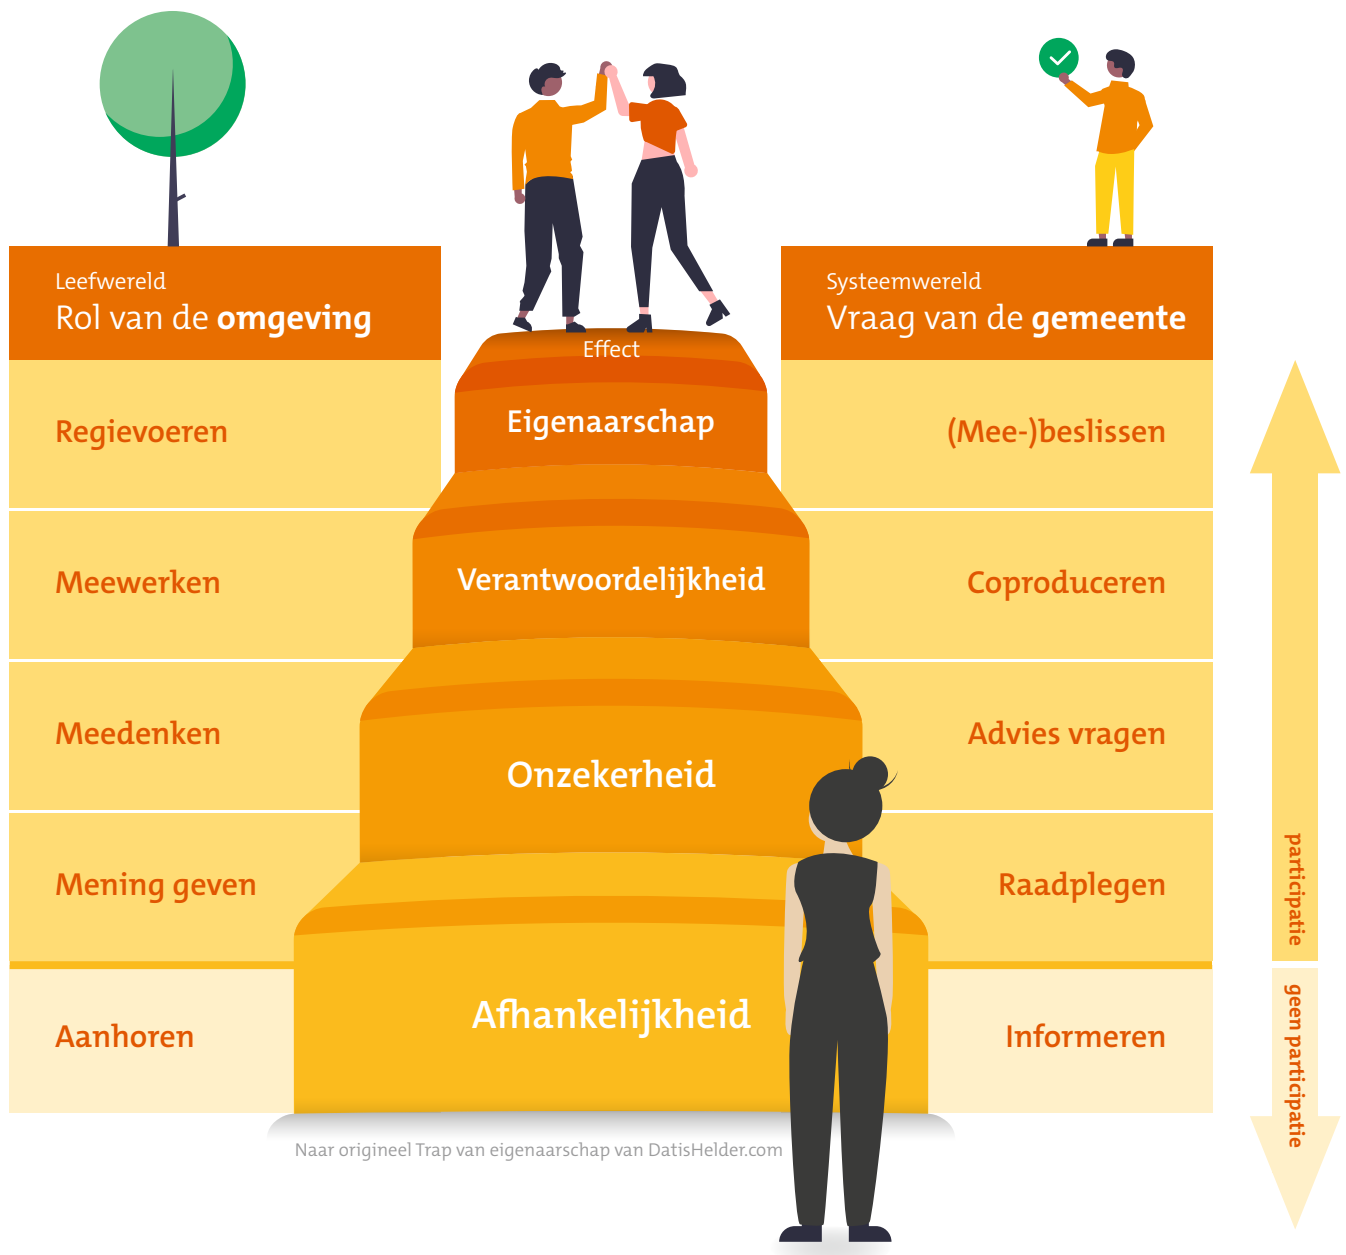 Leefwereld
Rol van de omgeving
Systeemwereld
Vraag van de gemeente
Effect
Regievoeren
Eigenaarschap
(Mee-)beslissen
Meewerken
Verantwoordelijkheid
Coproduceren
Meedenken
Onzekerheid
Advies vragen
Mening geven
Raadplegen
participatie
Aanhoren
Afhankelijkheid
Informeren
geen participatie
Naar origineel Trap van eigenaarschap van DatisHelder.com